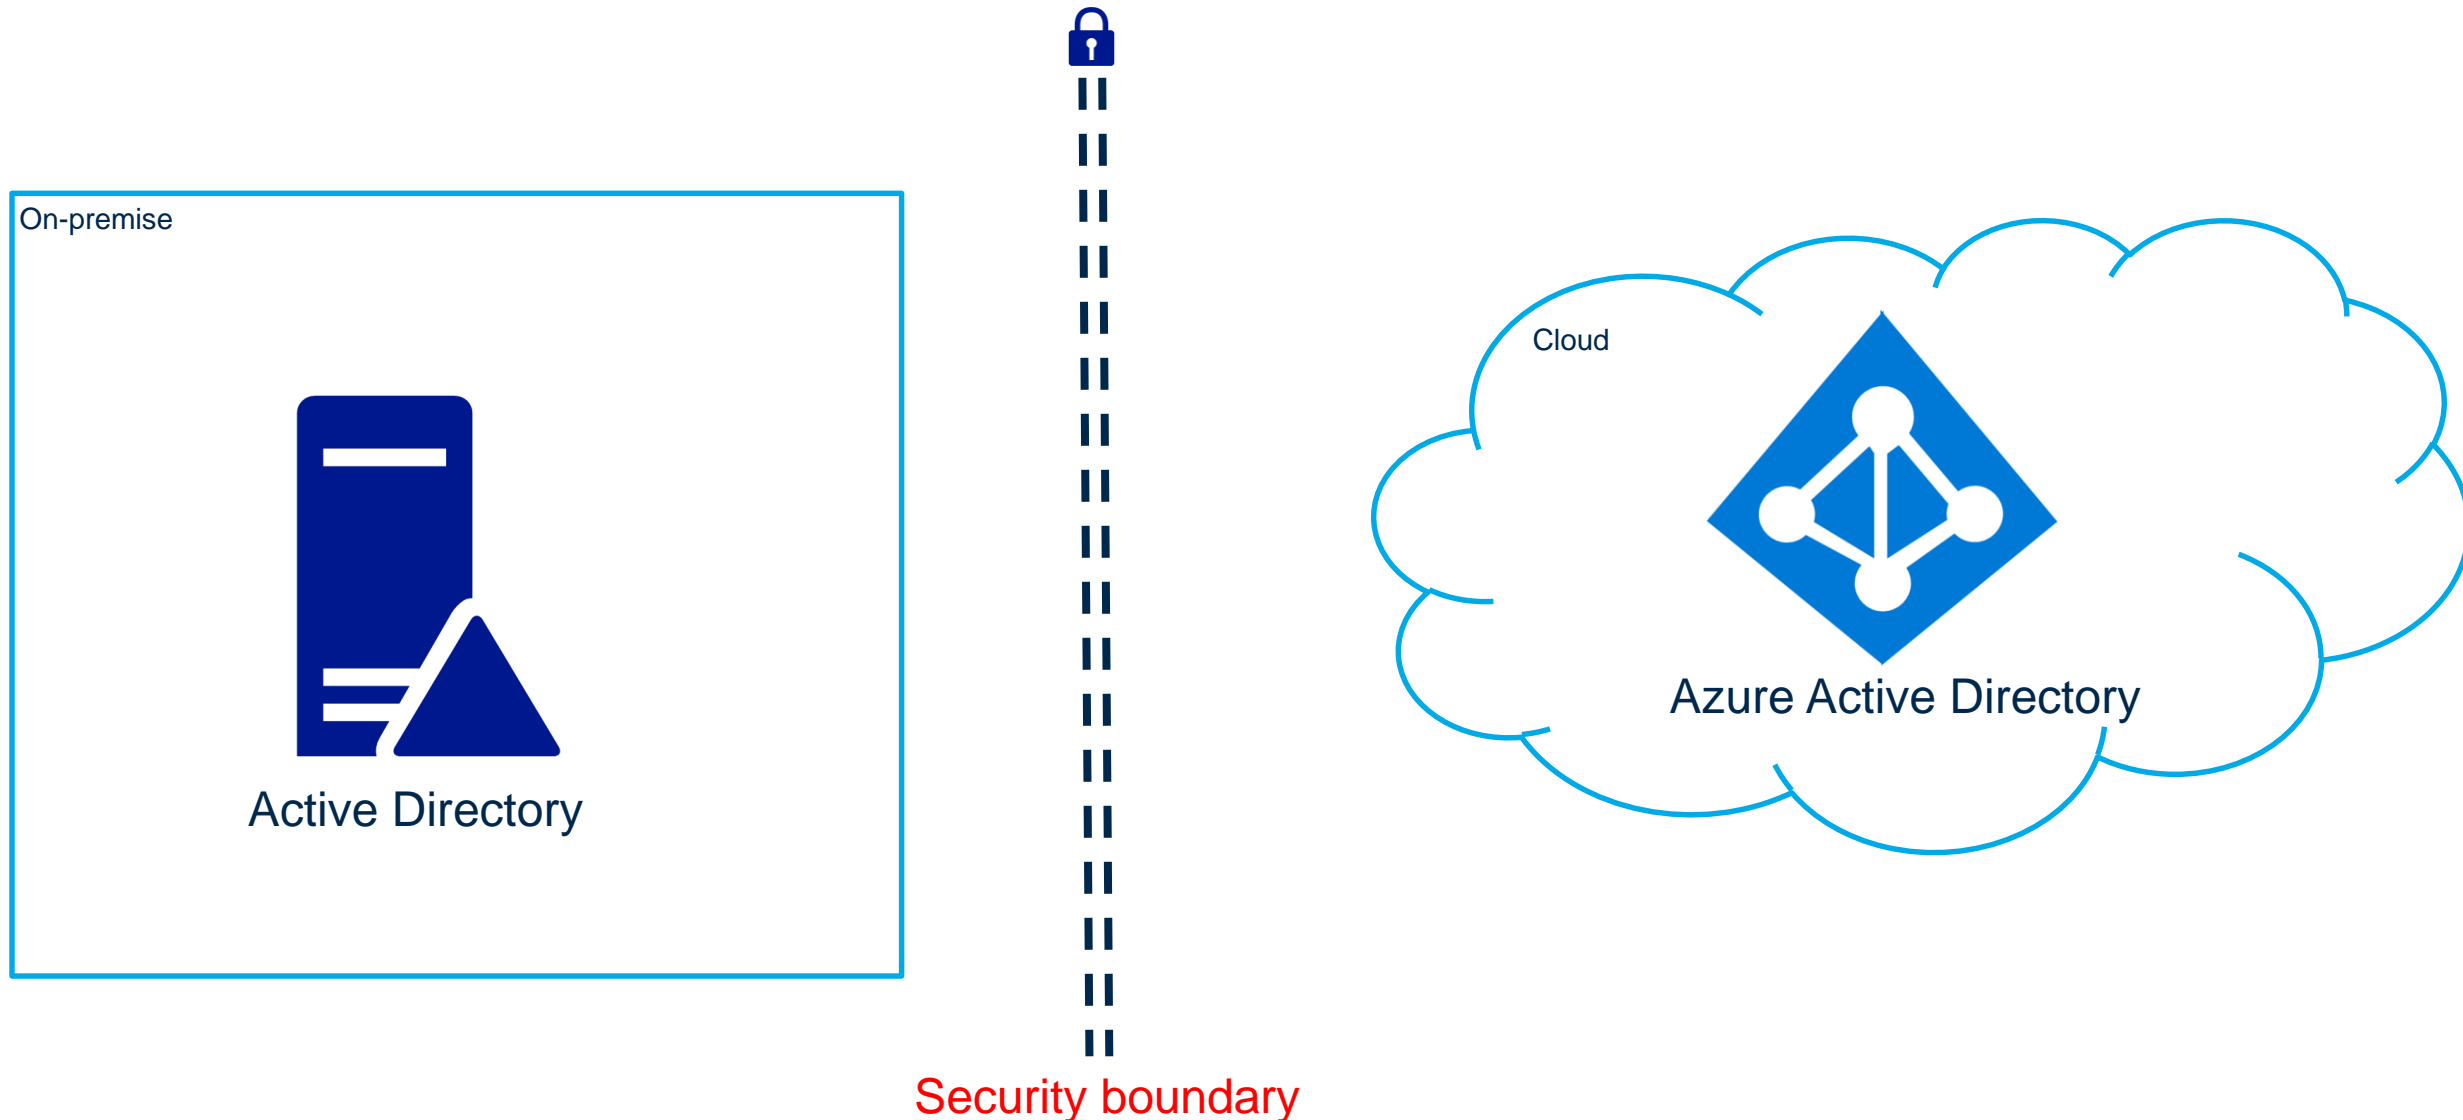 On-premise
Cloud
Azure Active Directory
Active Directory
Security boundary